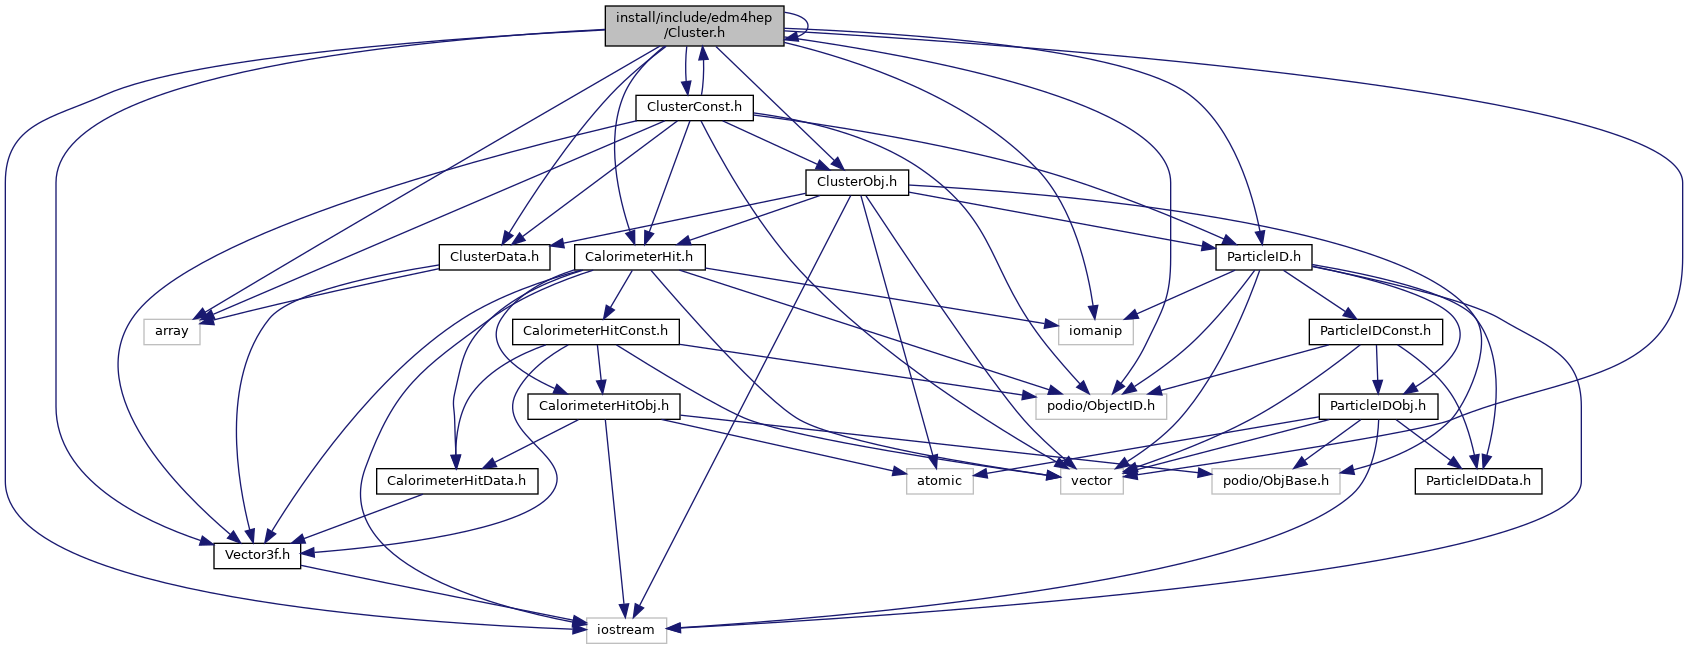 install/include/edm4hep
/Cluster.h
ClusterConst.h
ClusterObj.h
ClusterData.h
CalorimeterHit.h
ParticleID.h
array
CalorimeterHitConst.h
iomanip
ParticleIDConst.h
CalorimeterHitObj.h
podio/ObjectID.h
ParticleIDObj.h
CalorimeterHitData.h
atomic
vector
podio/ObjBase.h
ParticleIDData.h
Vector3f.h
iostream